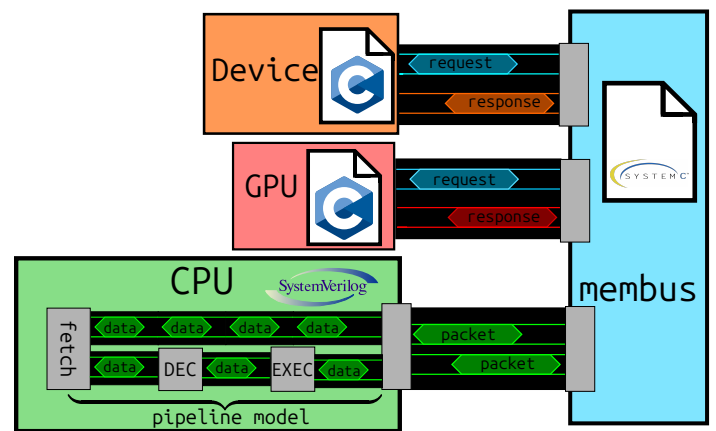 Device
C
request
response
GPU
C
request
response
SYSTEMC
membus
CPU
SystemVerilog
fetch
data data data data
packet
data DEC data EXEC data
packet
pipeline model